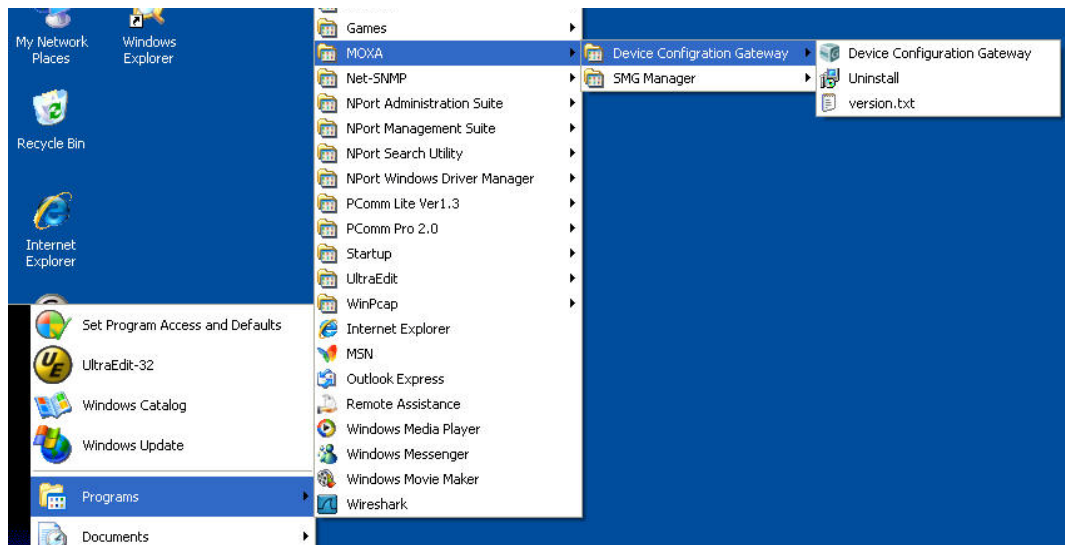 My Network
Places
Windows
Explorer
Recycle Bin
Internet
Explorer
Set Program Access and Defaults
UltraEdit-32
Windows Catalog
Windows Update
Programs
Documents
Games
MOXA
Net-SNMP
NPort Administration Suite
NPort Management Suite
NPort Search Utility
NPort Windows Driver Manager
PComm Lite Ver1.3
PComm Pro 2.0
Startup
UltraEdit
WinPcap
Internet Explorer
MSN
Outlook Express
Remote Assistance
Windows Media Player
Windows Messenger
Windows Movie Maker
Wireshark
Device Configration Gateway
SMG Manager
Device Configuration Gateway
Uninstall
version.txt